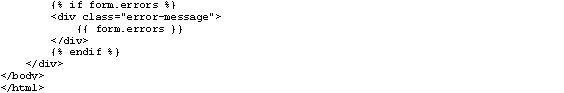 {% if form.errors %}
        <div class="error-message">
            {{ form.errors }}
        </div>
        {% endif %}
    </div>
</body>
</html>